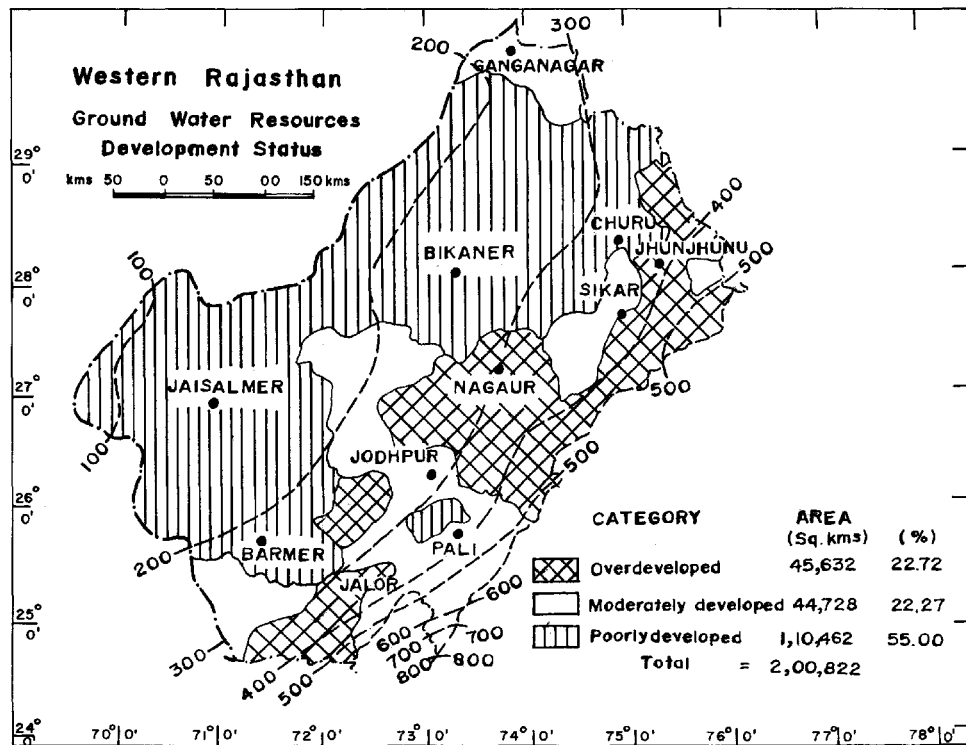 Western Rajasthan
Ground Water Resources
Development Status
kms 50 0 50 00 150 kms
200
300
GANGANAGAR
29°
0'
CHURU
400
JHUNJHUNU
BIKANER
500
28°
0'
100
SIKAR
JAISALMER
NAGAUR
500
27°
0'
100
JODHPUR
500
26°
0'
200
BARMER
PALI
JALOR
600
25°
0'
300
400
500
600
700
700
800
800
CATEGORY AREA
(Sq. kms) (%)
Overdeveloped 45,632 22.72
Moderately developed 44,728 22.27
Poorly developed 1,10,462 55.00
Total = 2,00,822
24°
0'
70°0' 71°0' 72°0' 73°0' 74°0' 75°0' 76°0' 77°0' 78°0'